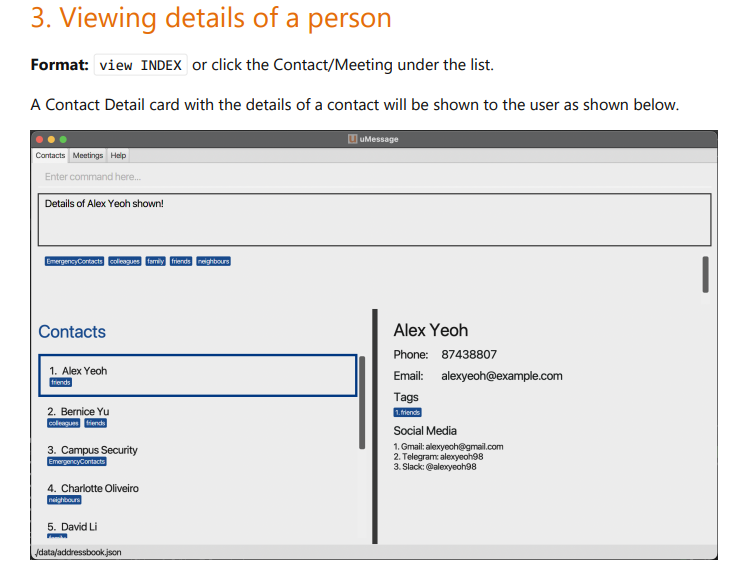 3. Viewing details of a person
Format: view INDEX or click the Contact/Meeting under the list.
A Contact Detail card with the details of a contact will be shown to the user as shown below.
uMessage
Contacts Meetings Help
Enter command here...
Details of Alex Yeoh shown!
EmergencyContacts colleagues family friends neighbours
Contacts
1. Alex Yeoh
friends
2. Bernice Yu
colleagues friends
3. Campus Security
EmergencyContacts
4. Charlotte Oliveiro
neighbours
5. David Li
Alex Yeoh
Phone: 87438807
Email: alexyeoh@example.com
Tags
1. friends
Social Media
1. Gmail: alexyeoh@gmail.com
2. Telegram: alexyeoh98
3. Slack: @alexyeoh98
./data/addressbook.json